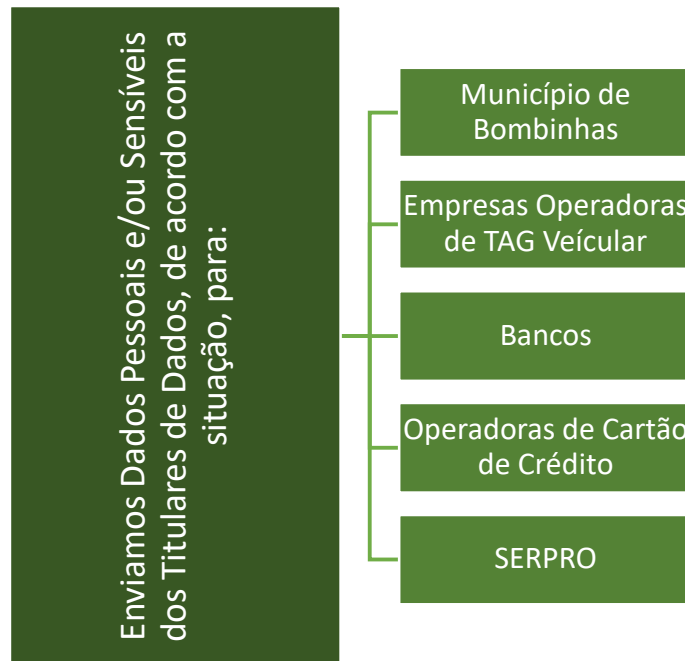 Enviamos Dados Pessoais e/ou Sensíveis
dos Titulares de Dados, de acordo com a
situação, para:
Município de
Bombinhas
Empresas Operadoras
de TAG Veícular
Bancos
Operadoras de Cartão
de Crédito
SERPRO